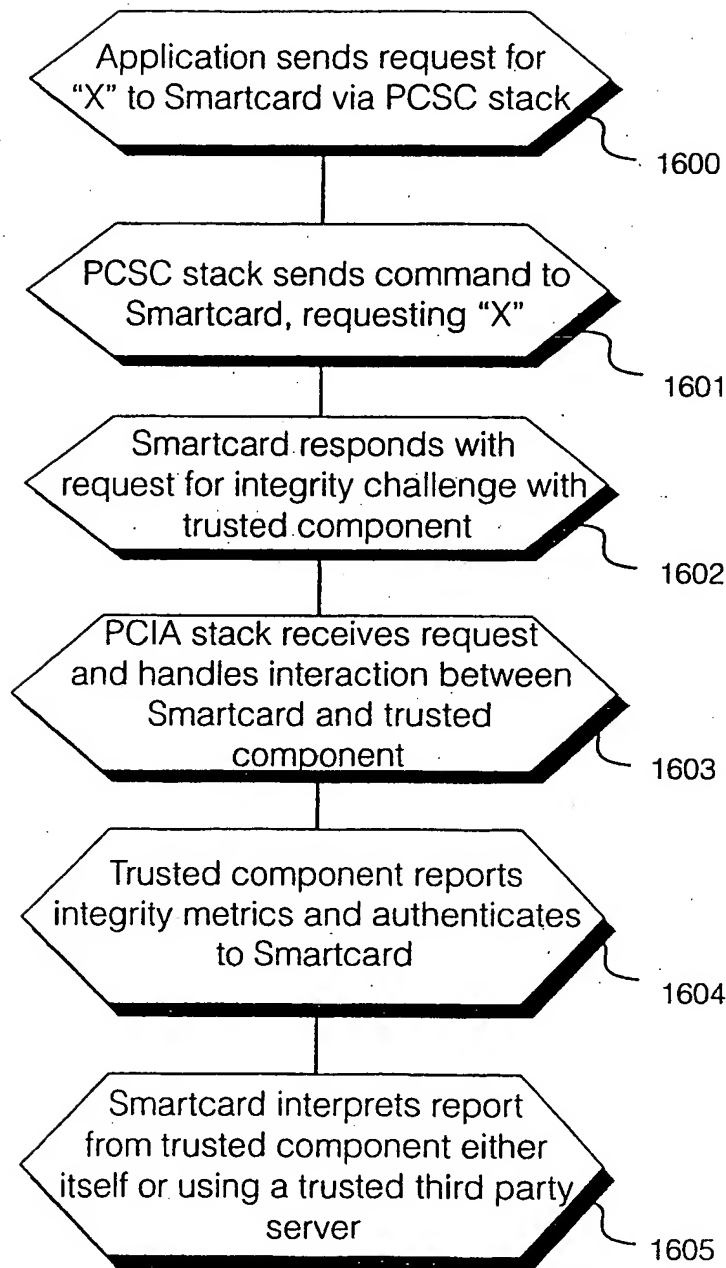 Application sends request for
“X” to Smartcard via PCSC stack
1600
PCSC stack sends command to
Smartcard, requesting “X”
1601
Smartcard responds with
request for integrity challenge with
trusted component
1602
PCIA stack receives request
and handles interaction between
Smartcard and trusted
component
1603
Trusted component reports
integrity metrics and authenticates
to Smartcard
1604
Smartcard interprets report
from trusted component either
itself or using a trusted third party
server
1605